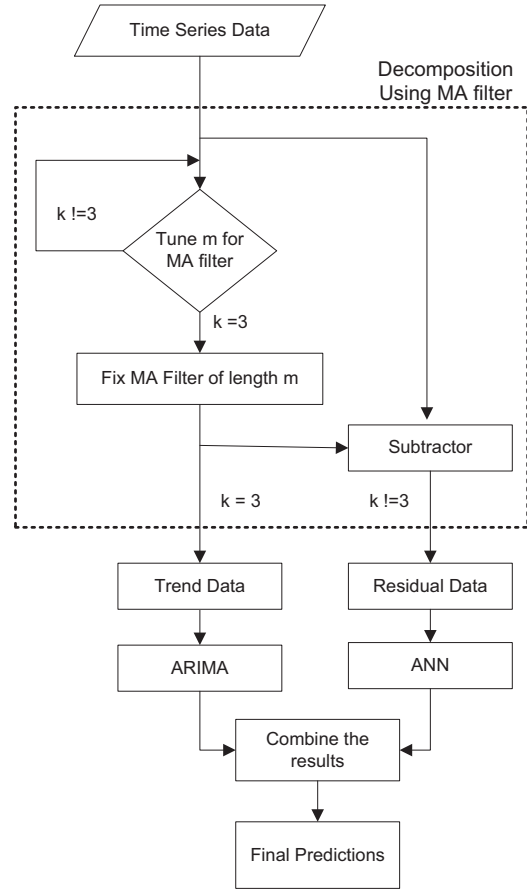 Time Series Data
Decomposition
Using MA filter
k !=3
Tune m for
MA filter
k =3
Fix MA Filter of length m
Subtractor
k = 3
k !=3
Trend Data
Residual Data
ARIMA
ANN
Combine the
results
Final Predictions